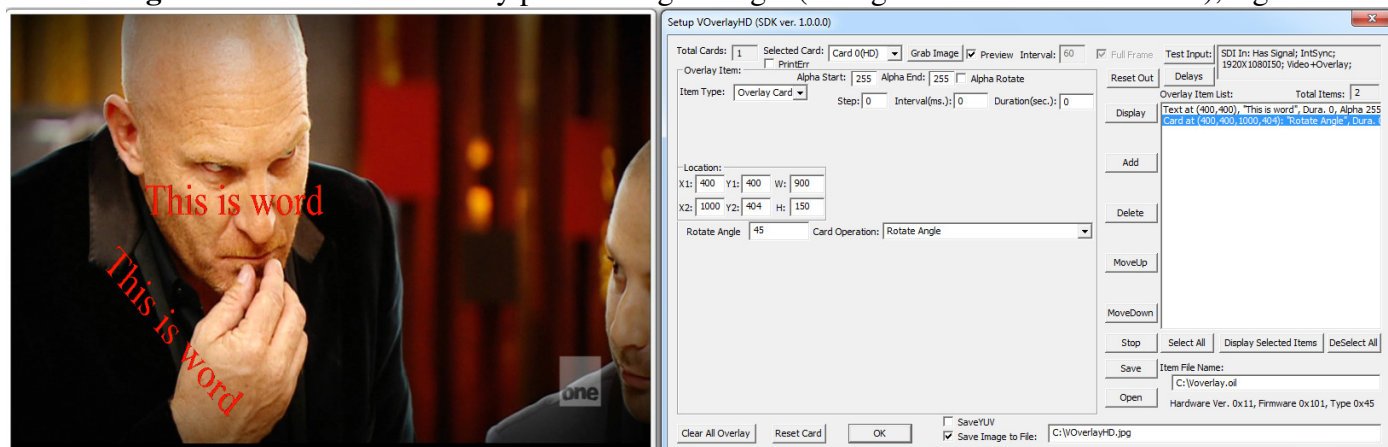 This is word
This is word
one
Setup VOverlayHD (SDK ver. 1.0.0.0)
Total Cards: 1 Selected Card: Card 0(HD) Grab Image Preview Interval: 60 Full Frame Test Input: SDI In: Has Signal; IntSync;
1920X1080I50; Video+Overlay;
PrintErr
Overlay Item: Alpha Start: 255 Alpha End: 255 Alpha Rotate Reset Out Delays
Item Type: Overlay Card Overlay Item List: Total Items: 2
Step: 0 Interval(ms.): 0 Duration(sec.): 0
Display Text at (400,400), "This is word", Dura. 0, Alpha 255
Card at (400,400,1000,404): "Rotate Angle", Dura.
Add
Location:
X1: 400 Y1: 400 W: 900
X2: 1000 Y2: 404 H: 150
Delete
Rotate Angle 45 Card Operation: Rotate Angle
MoveUp
MoveDown
Stop Select All Display Selected Items DeSelect All
Save Item File Name:
C:\Voverlay.oil
Open Hardware Ver. 0x11, Firmware 0x101, Type 0x45
SaveYUV
Clear All Overlay Reset Card OK Save Image to File: C:\VOverlayHD.jpg